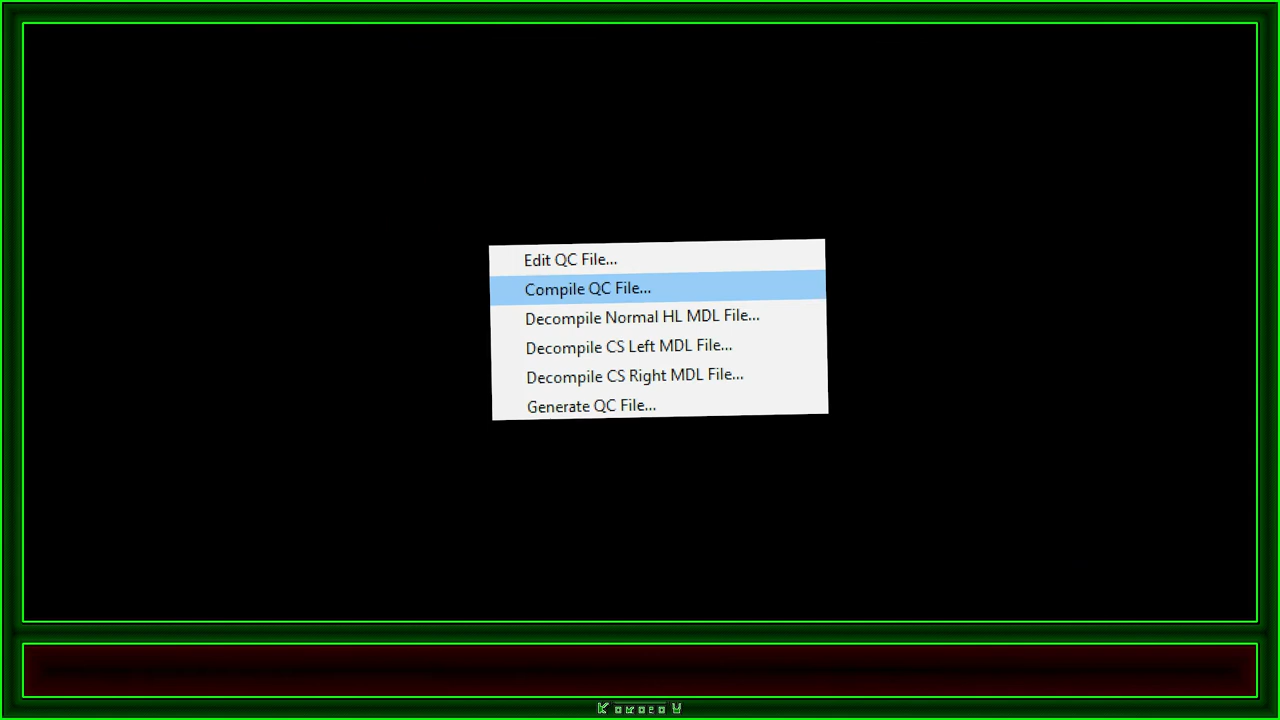 Edit QC File...
Compile QC File...
Decompile Normal HL MDL File...
Decompile CS Left MDL File...
Decompile CS Right MDL File...
Generate QC File...